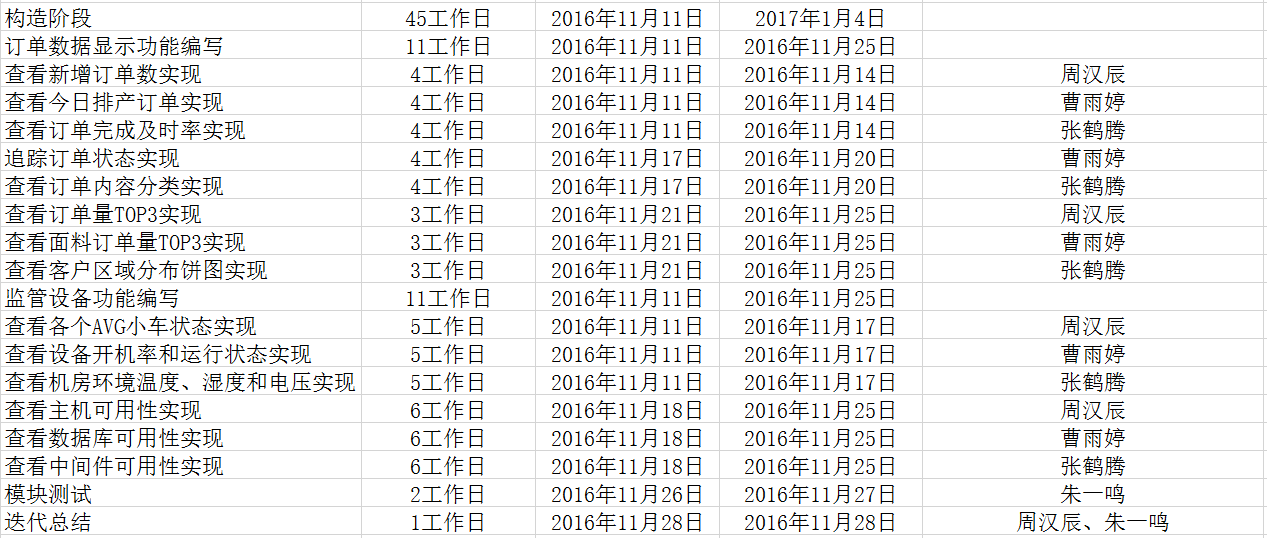 构造阶段 45工作日 2016年11月11日 2017年1月4日
订单数据显示功能编写 11工作日 2016年11月11日 2016年11月25日
查看新增订单数实现 4工作日 2016年11月11日 2016年11月14日 周汉辰
查看今日排产订单实现 4工作日 2016年11月11日 2016年11月14日 曹雨婷
查看订单完成及时率实现 4工作日 2016年11月11日 2016年11月14日 张鹤腾
追踪订单状态实现 4工作日 2016年11月17日 2016年11月20日 曹雨婷
查看订单内容分类实现 4工作日 2016年11月17日 2016年11月20日 张鹤腾
查看订单量TOP3实现 3工作日 2016年11月21日 2016年11月25日 周汉辰
查看面料订单量TOP3实现 3工作日 2016年11月21日 2016年11月25日 曹雨婷
查看客户区域分布饼图实现 3工作日 2016年11月21日 2016年11月25日 张鹤腾
监管设备功能编写 11工作日 2016年11月11日 2016年11月25日
查看各个AVG小车状态实现 5工作日 2016年11月11日 2016年11月17日 周汉辰
查看设备开机率和运行状态实现 5工作日 2016年11月11日 2016年11月17日 曹雨婷
查看机房环境温度、湿度和电压实现 5工作日 2016年11月11日 2016年11月17日 张鹤腾
查看主机可用性实现 6工作日 2016年11月18日 2016年11月25日 周汉辰
查看数据库可用性实现 6工作日 2016年11月18日 2016年11月25日 曹雨婷
查看中间件可用性实现 6工作日 2016年11月18日 2016年11月25日 张鹤腾
模块测试 2工作日 2016年11月26日 2016年11月27日 朱一鸣
迭代总结 1工作日 2016年11月28日 2016年11月28日 周汉辰、朱一鸣